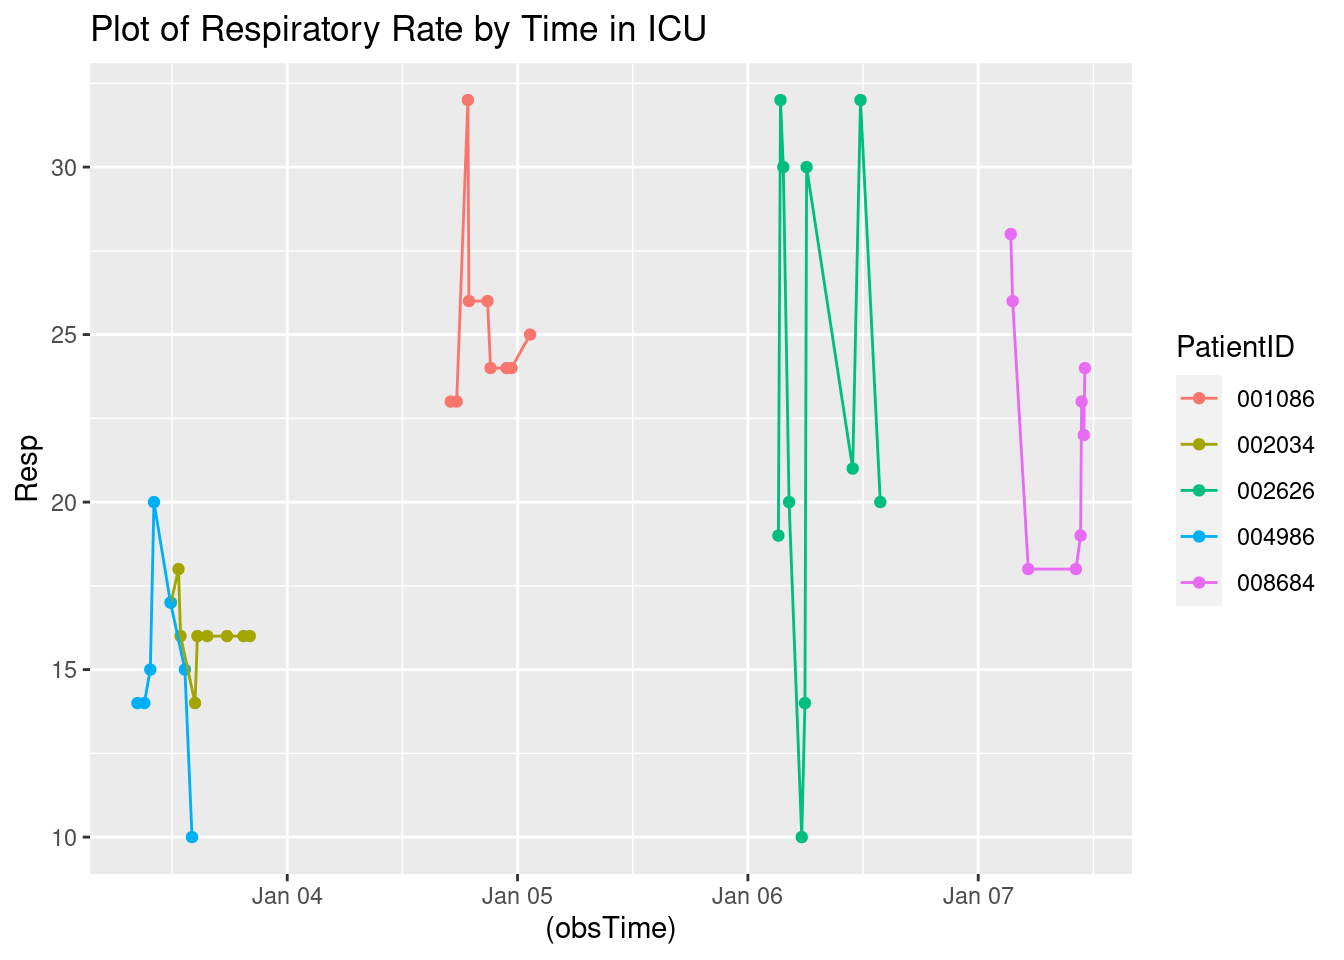 Plot of Respiratory Rate by Time in ICU
30
25
20
15
10
Resp
Jan 04
Jan 05
Jan 06
Jan 07
(obsTime)
PatientID
001086
002034
002626
004986
008684